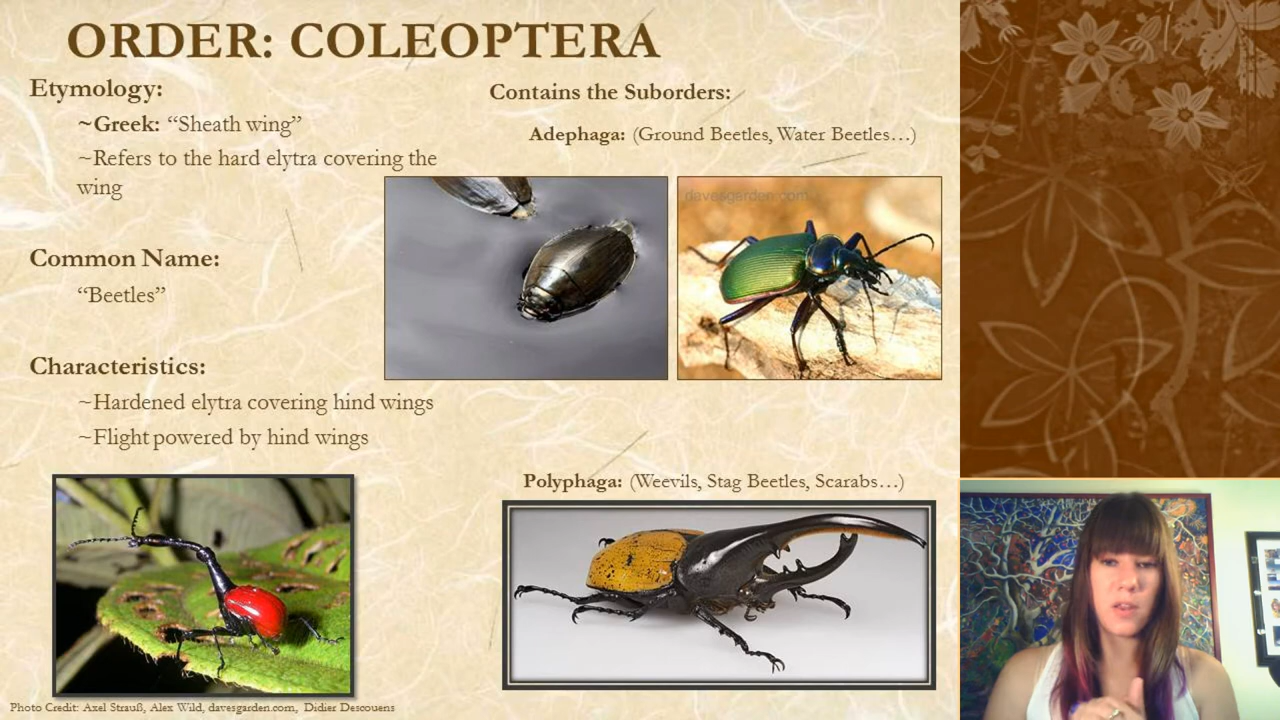 ORDER: COLEOPTERA
Etymology:
~Greek: “Sheath wing”
~Refers to the hard elytra covering the
wing
Common Name:
“Beetles”
Characteristics:
~Hardened elytra covering hind wings
~Flight powered by hind wings
Contains the Suborders:
Adephaga: (Ground Beetles, Water Beetles…)
davesgarden.com
Polyphaga: (Weevils, Stag Beetles, Scarabs…)
Photo Credit: Axel Strauß, Alex Wild, davesgarden.com, Didier Descouens